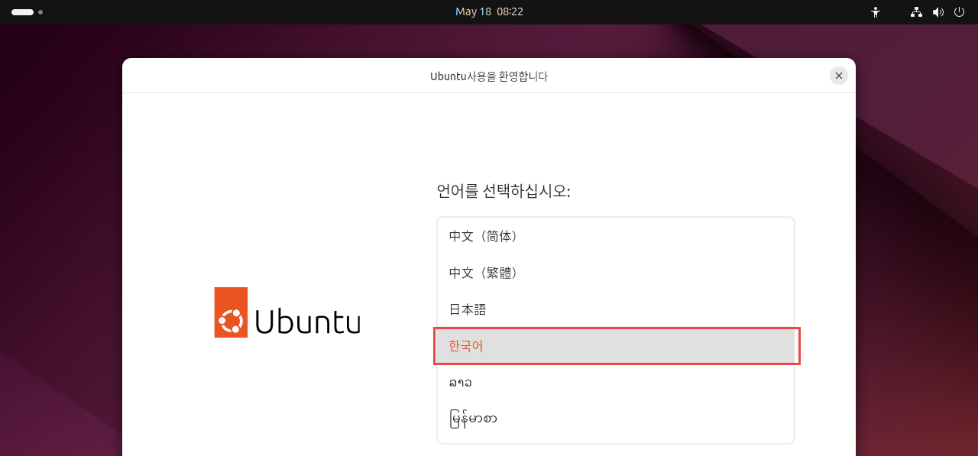 May 18 08:22
Ubuntu사용을 환영합니다
언어를 선택하십시오:
中文（简体）
中文（繁體）
日本語
Ubuntu
한국어
ລາວ
မြန်မာစာ